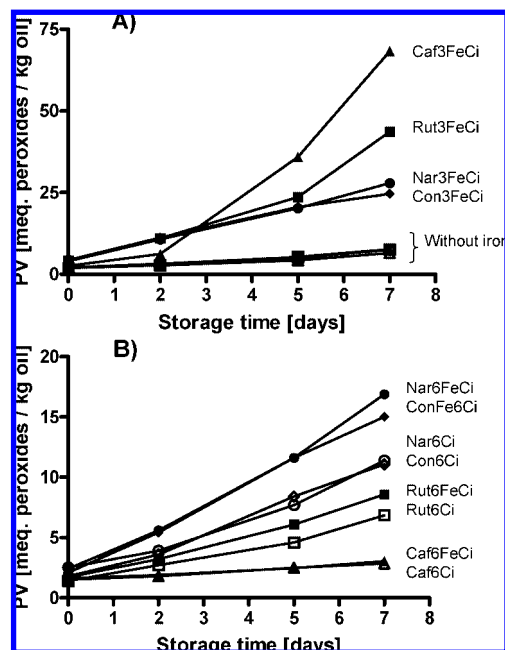 A)
PV [meq. peroxides / kg oil]
75
50
25
0
0 1 2 3 4 5 6 7 8
Storage time [days]
Caf3FeCi
Rut3FeCi
Nar3FeCi
Con3FeCi
Without iron
B)
PV [meq. peroxides / kg oil]
20
15
10
5
0
0 1 2 3 4 5 6 7 8
Storage time [days]
Nar6FeCi
ConFe6Ci
Nar6Ci
Con6Ci
Rut6FeCi
Rut6Ci
Caf6FeCi
Caf6Ci